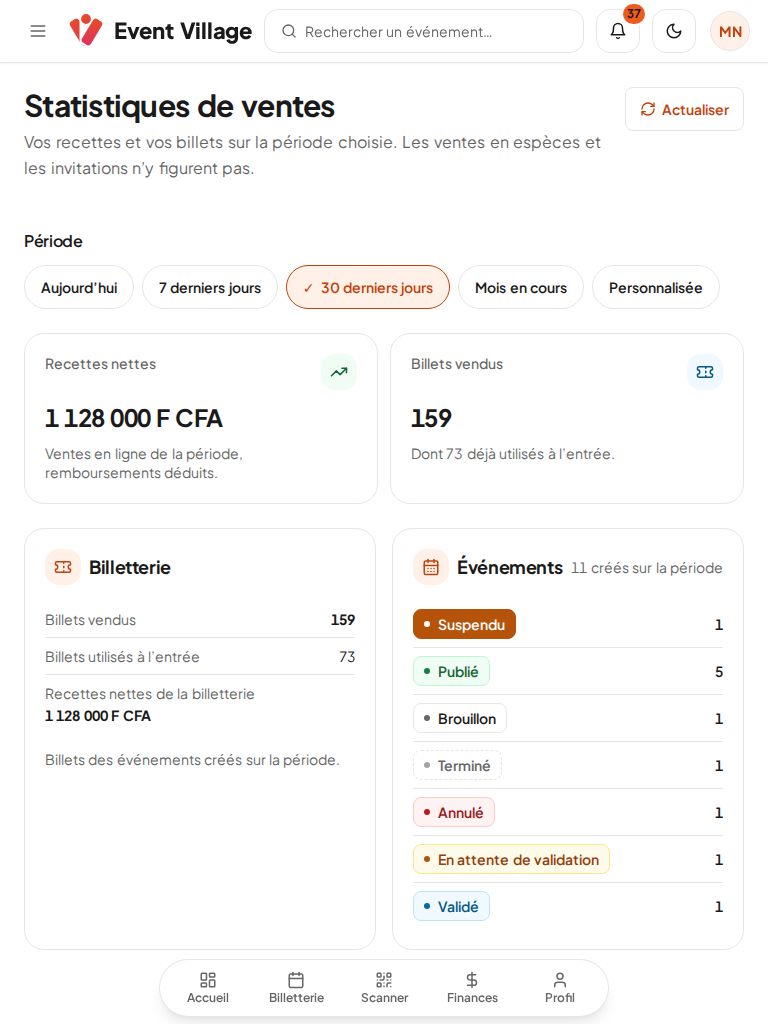 Event Village
Rechercher un événement…
37
MN
Statistiques de ventes
Actualiser
Vos recettes et vos billets sur la période choisie. Les ventes en espèces et
les invitations n'y figurent pas.
Période
Aujourd'hui
7 derniers jours
✓ 30 derniers jours
Mois en cours
Personnalisée
Recettes nettes
1 128 000 F CFA
Ventes en ligne de la période,
remboursements déduits.
Billets vendus
159
Dont 73 déjà utilisés à l'entrée.
Billetterie
Billets vendus 159
Billets utilisés à l'entrée 73
Recettes nettes de la billetterie
1 128 000 F CFA
Billets des événements créés sur la période.
Événements 11 créés sur la période
Suspendu 1
Publié 5
Brouillon 1
Terminé 1
Annulé 1
En attente de validation 1
Validé 1
Accueil
Billetterie
Scanner
Finances
Profil